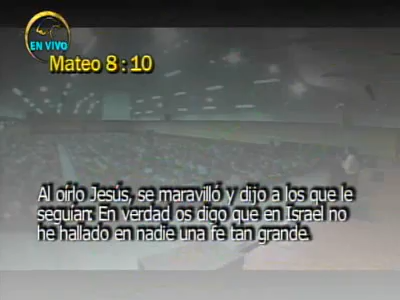 EN VIVO
Mateo 8:10
Al oírlo Jesús, se maravilló y dijo a los que le
seguían: En verdad os digo que en Israel no
he hallado en nadie una fe tan grande.